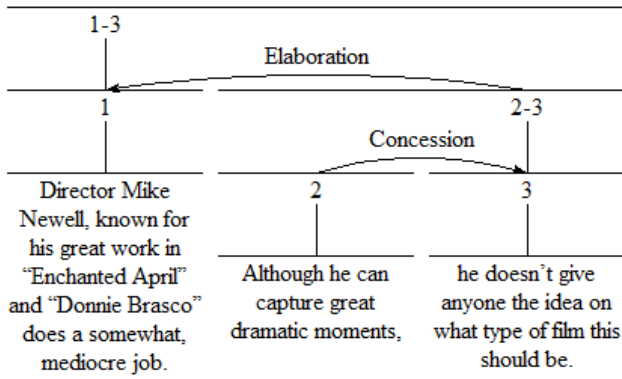 1-3
Elaboration
1
2-3
Concession
2
3
Director Mike
Newell, known for
his great work in
“Enchanted April”
and “Donnie Brasco”
does a somewhat,
mediocre job.
Although he can
capture great
dramatic moments,
he doesn’t give
anyone the idea on
what type of film this
should be.